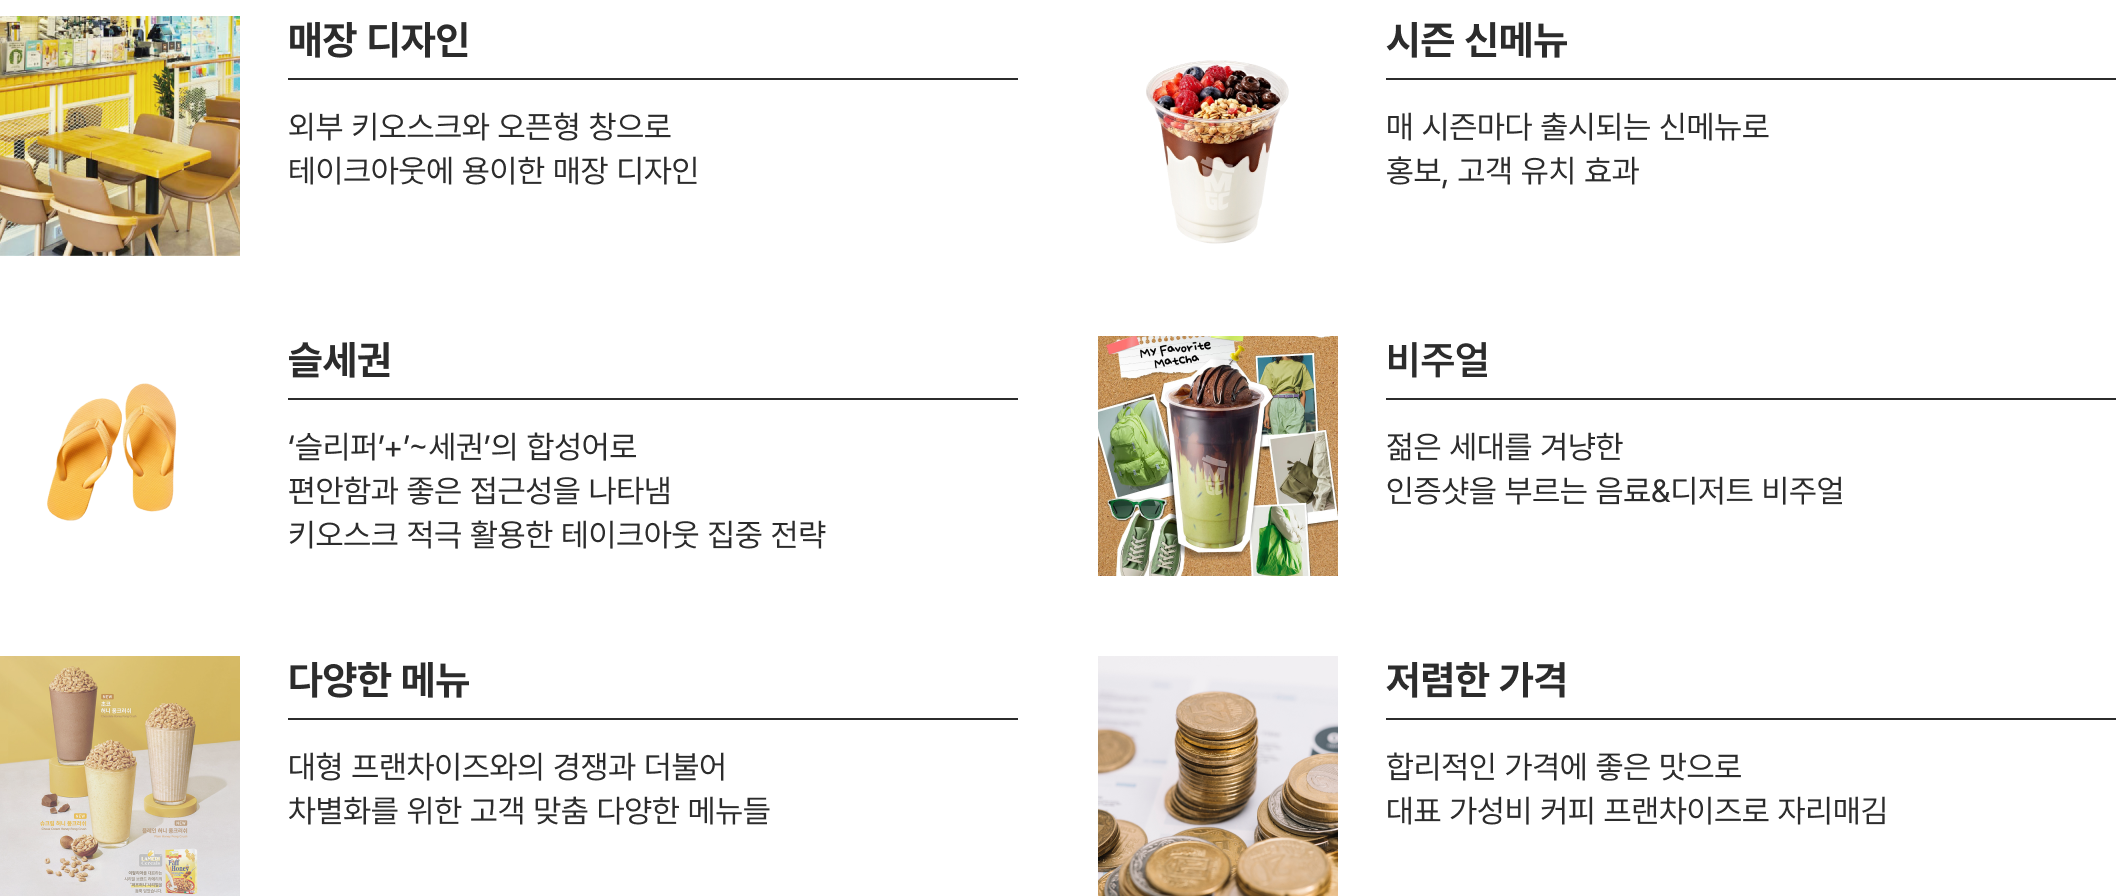 매장 디자인
외부 키오스크와 오픈형 창으로
테이크아웃에 용이한 매장 디자인
시즌 신메뉴
매 시즌마다 출시되는 신메뉴로
홍보, 고객 유치 효과
슬세권
‘슬리퍼’+’~세권’의 합성어로
편안함과 좋은 접근성을 나타냄
키오스크 적극 활용한 테이크아웃 집중 전략
My Favorite
Matcha
비주얼
젊은 세대를 겨냥한
인증샷을 부르는 음료&디저트 비주얼
다양한 메뉴
대형 프랜차이즈와의 경쟁과 더불어
차별화를 위한 고객 맞춤 다양한 메뉴들
저렴한 가격
합리적인 가격에 좋은 맛으로
대표 가성비 커피 프랜차이즈로 자리매김